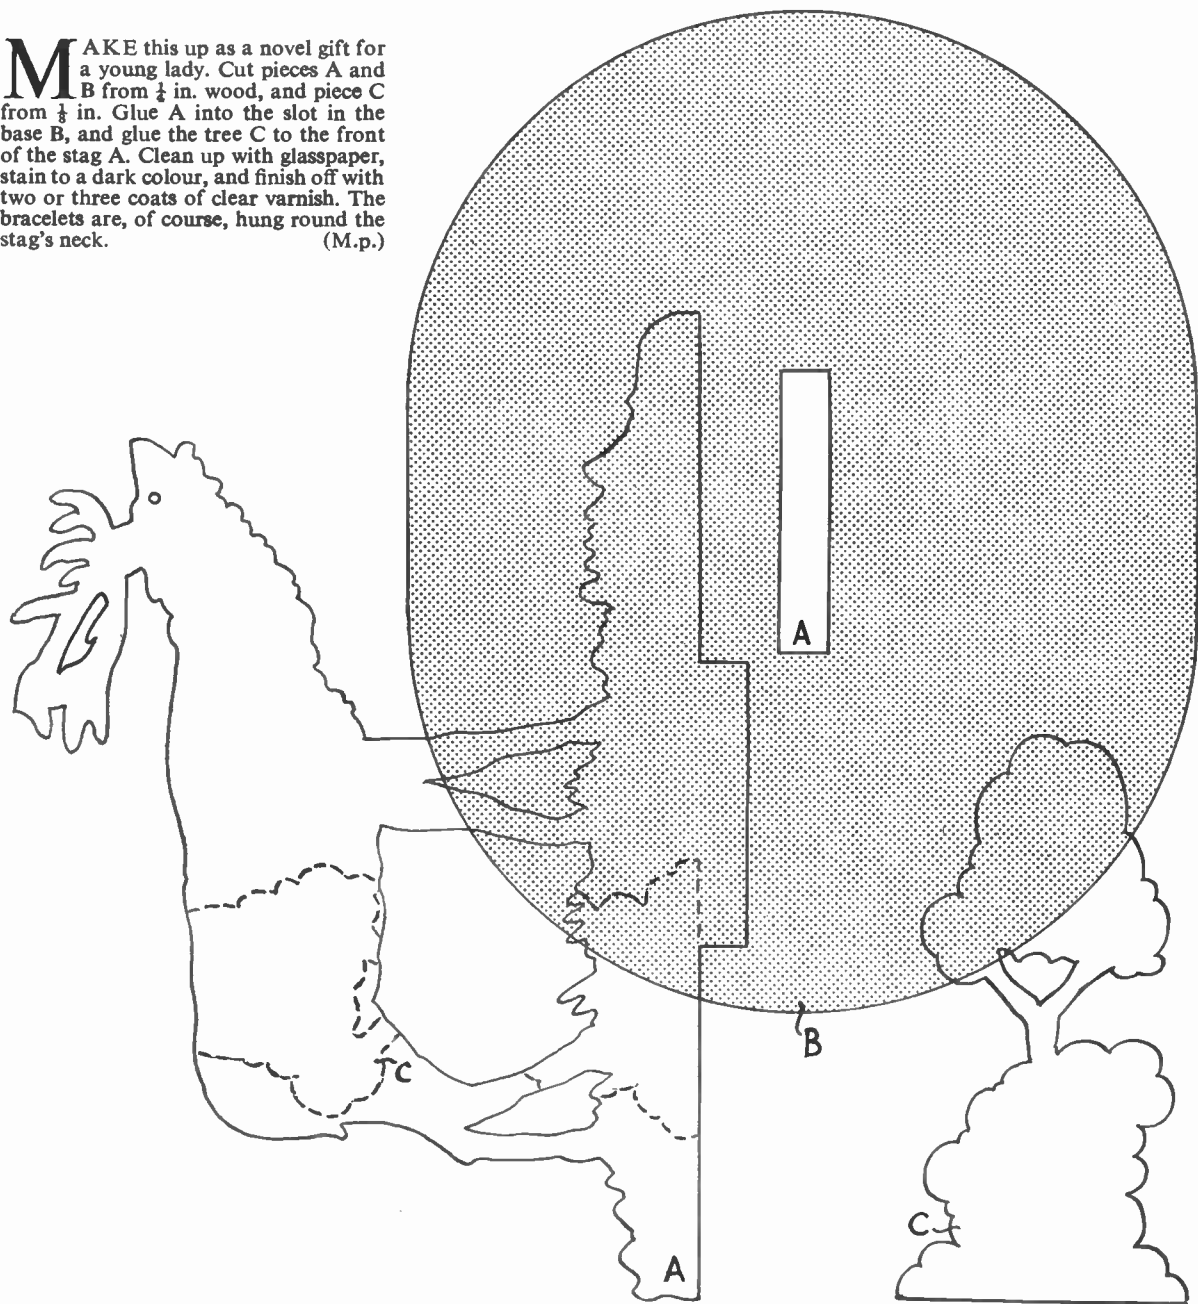 MAKE this up as a novel gift for
a young lady. Cut pieces A and
B from ¼ in. wood, and piece C
from ⅛ in. Glue A into the slot in the
base B, and glue the tree C to the front
of the stag A. Clean up with glasspaper,
stain to a dark colour, and finish off with
two or three coats of clear varnish. The
bracelets are, of course, hung round the
stag's neck. (M.p.)
A
B
C
C
A